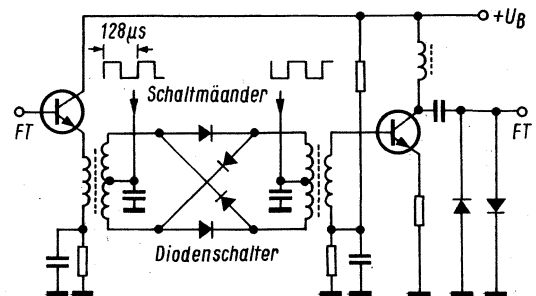 +U_B
128µs
Schaltmäander
FT
FT
Diodenschalter